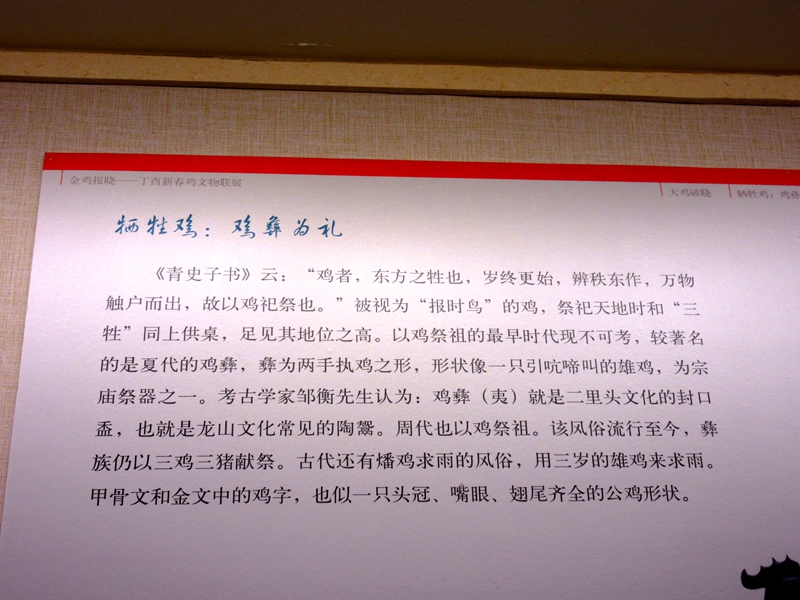 金鸡报晓——丁酉新春鸡文物联展
天鸡破晓
牺牲鸡：鸡彝
牺牲鸡：鸡彝为礼
《青史子书》云：“鸡者，东方之牲也，岁终更始，辨秩东作，万物
触户而出，故以鸡祀祭也。”被视为“报时鸟”的鸡，祭祀天地时和“三
牲”同上供桌，足见其地位之高。以鸡祭祖的最早时代现不可考，较著名
的是夏代的鸡彝，彝为两手执鸡之形，形状像一只引吭啼叫的雄鸡，为宗
庙祭器之一。考古学家邹衡先生认为：鸡彝（夷）就是二里头文化的封口
盉，也就是龙山文化常见的陶鬶。周代也以鸡祭祖。该风俗流行至今，彝
族仍以三鸡三猪献祭。古代还有燔鸡求雨的风俗，用三岁的雄鸡来求雨。
甲骨文和金文中的鸡字，也似一只头冠、嘴眼、翅尾齐全的公鸡形状。